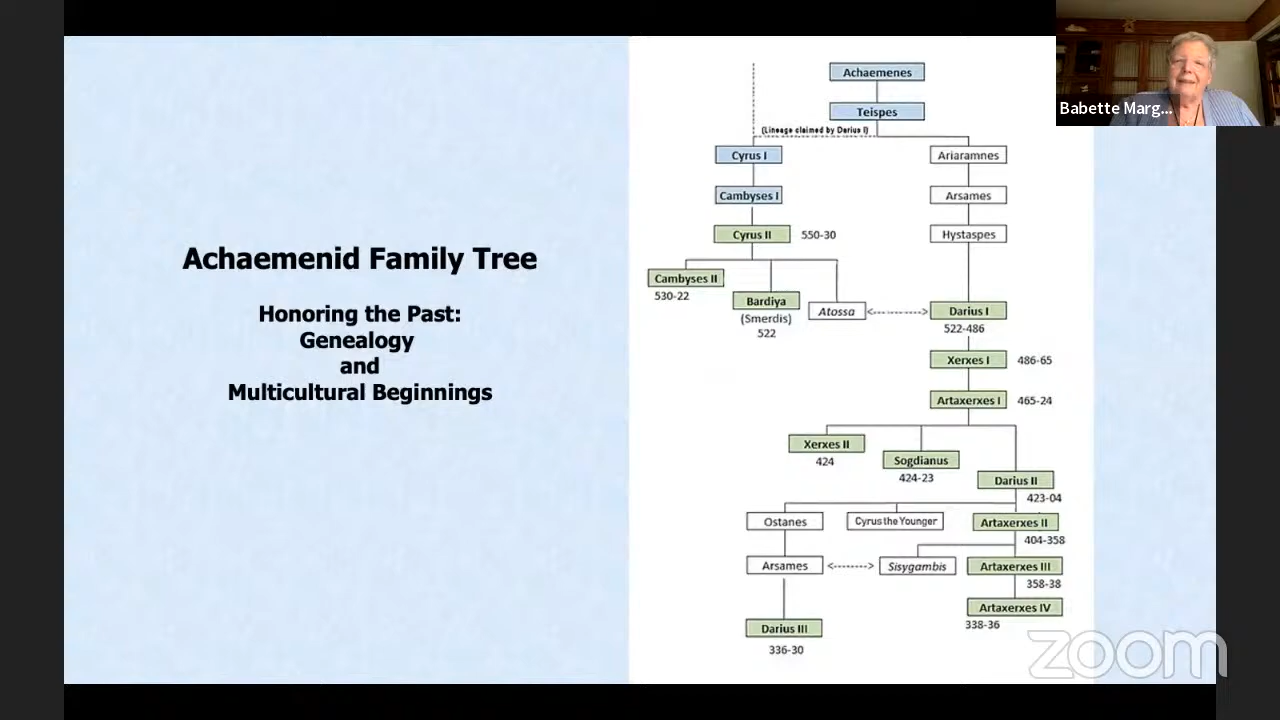 Achaemenid Family Tree
Honoring the Past:
Genealogy
and
Multicultural Beginnings
Achaemenes
Teispes
(Lineage claimed by Darius I)
Cyrus I
Ariaramnes
Cambyses I
Arsames
Cyrus II
550-30
Hystaspes
Cambyses II
530-22
Bardiya
(Smerdis)
522
Atossa
Darius I
522-486
Xerxes I
486-65
Artaxerxes I
465-24
Xerxes II
424
Sogdianus
424-23
Darius II
423-04
Ostanes
Cyrus the Younger
Artaxerxes II
404-358
Arsames
Sisygambis
Artaxerxes III
358-38
Artaxerxes IV
338-36
Darius III
336-30
Babette Marg...
zoom